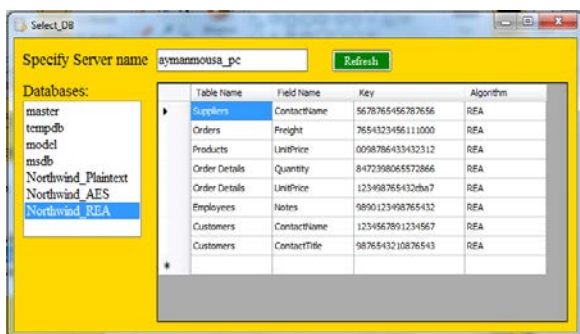 Select_DB
Specify Server name aymanmousa_pc Refresh
Databases:
master
tempdb
model
msdb
Northwind_Plaintext
Northwind_AES
Northwind_REA
Table Name Field Name Key Algorithm
Suppliers ContactName 5678765456787656 REA
Orders Freight 7654323456111000 REA
Products UnitPrice 0098786433432312 REA
Order Details Quantity 8472398065572866 REA
Order Details UnitPrice 123498765432cba7 REA
Employees Notes 9890123498765432 REA
Customers ContactName 1234567891234567 REA
Customers ContactTitle 9876543210876543 REA